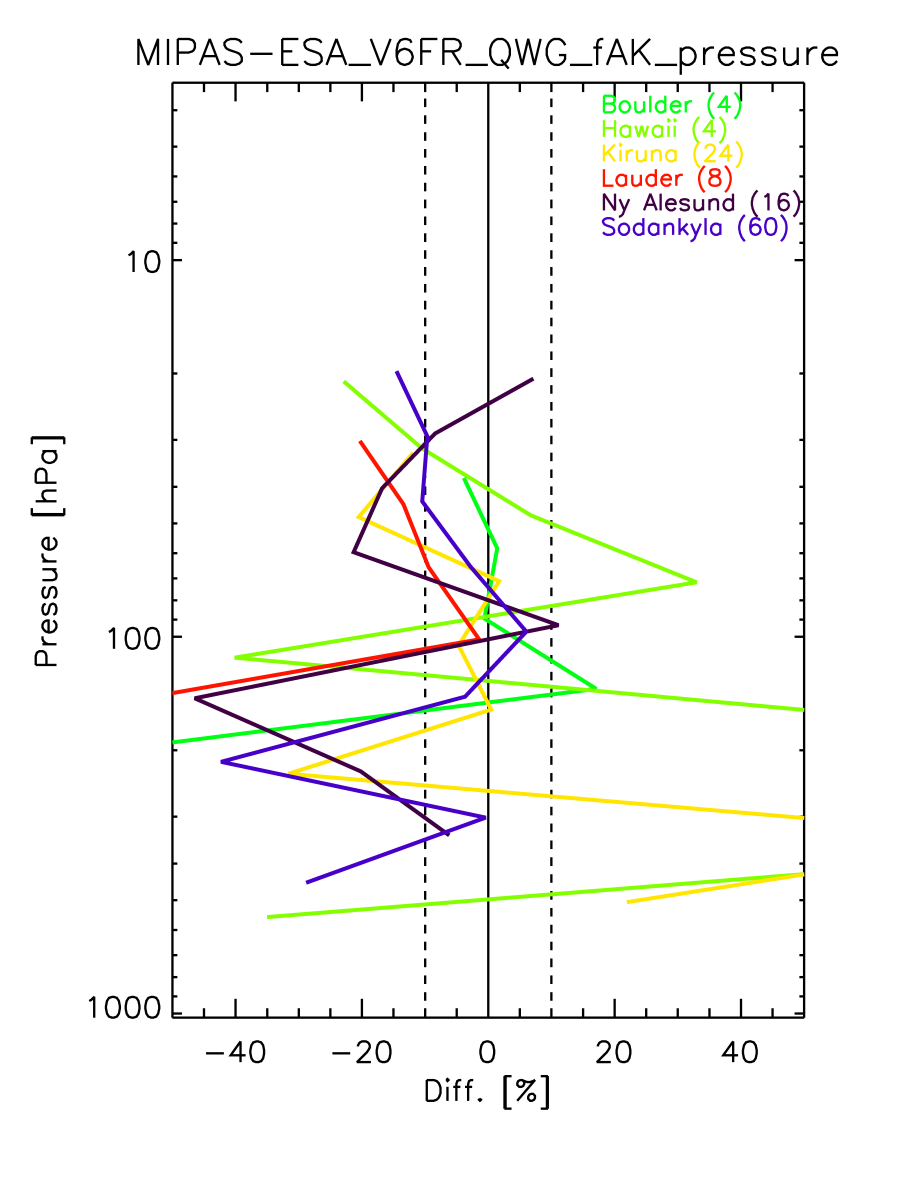 MIPAS-ESA_V6FR_QWG_fAK_pressure
Boulder (4)
Hawaii (4)
Kiruna (24)
Lauder (8)
Ny Alesund (16)
Sodankyla (60)
10
100
1000
Pressure [hPa]
-40 -20 0 20 40
Diff. [%]